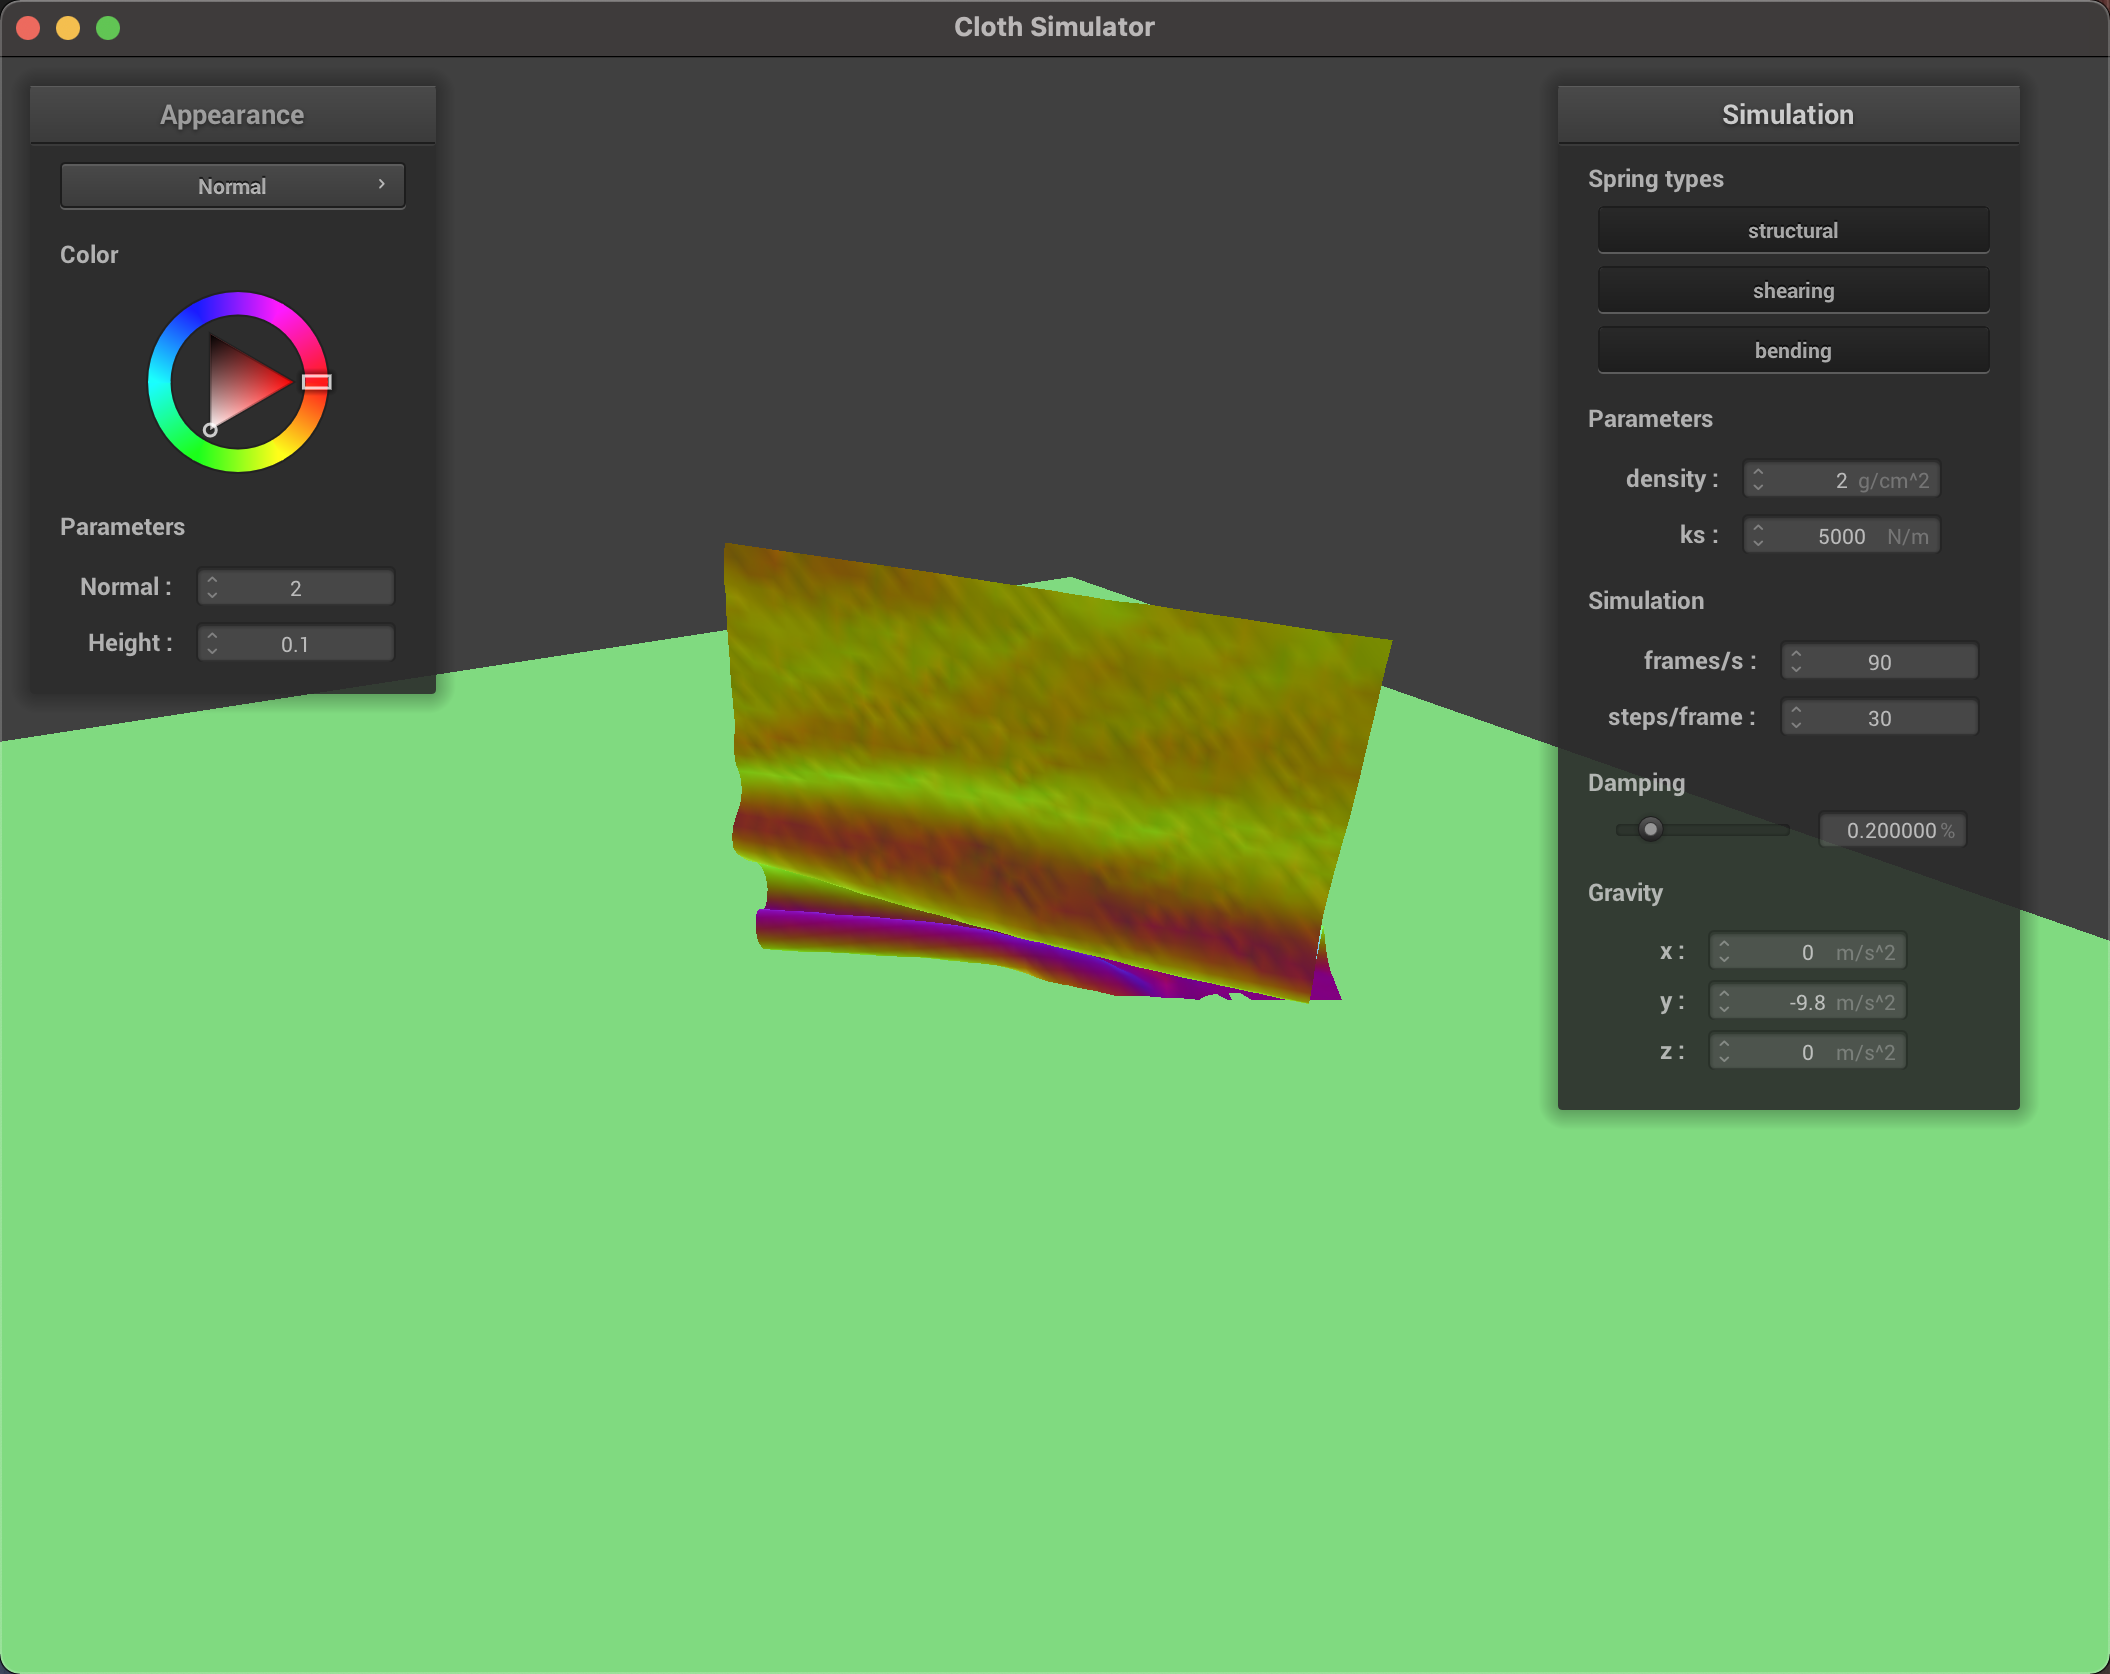 Cloth Simulator
Appearance
Normal
Color
Parameters
Normal : 2
Height : 0.1
Simulation
Spring types
structural
shearing
bending
Parameters
density : 2 g/cm^2
ks : 5000 N/m
Simulation
frames/s : 90
steps/frame : 30
Damping
0.200000 %
Gravity
x : 0 m/s^2
y : -9.8 m/s^2
z : 0 m/s^2